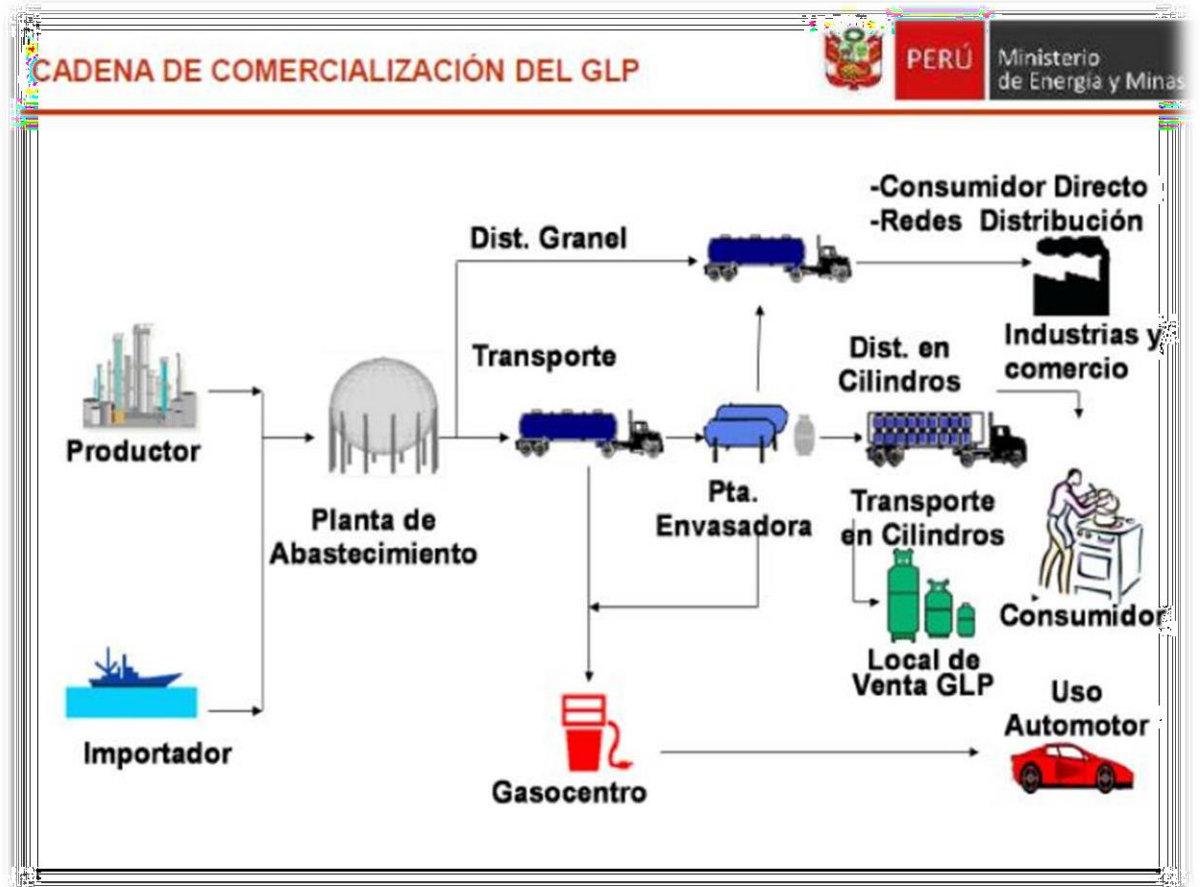 CADENA DE COMERCIALIZACIÓN DEL GLP
PERÚ
Ministerio
de Energía y Minas
-Consumidor Directo
-Redes Distribución
Dist. Granel
Industrias y
comercio
Transporte
Dist. en
Cilindros
Productor
Planta de
Abastecimiento
Pta.
Envasadora
Transporte
en Cilindros
Consumidor
Local de
Venta GLP
Importador
Gasocentro
Uso
Automotor